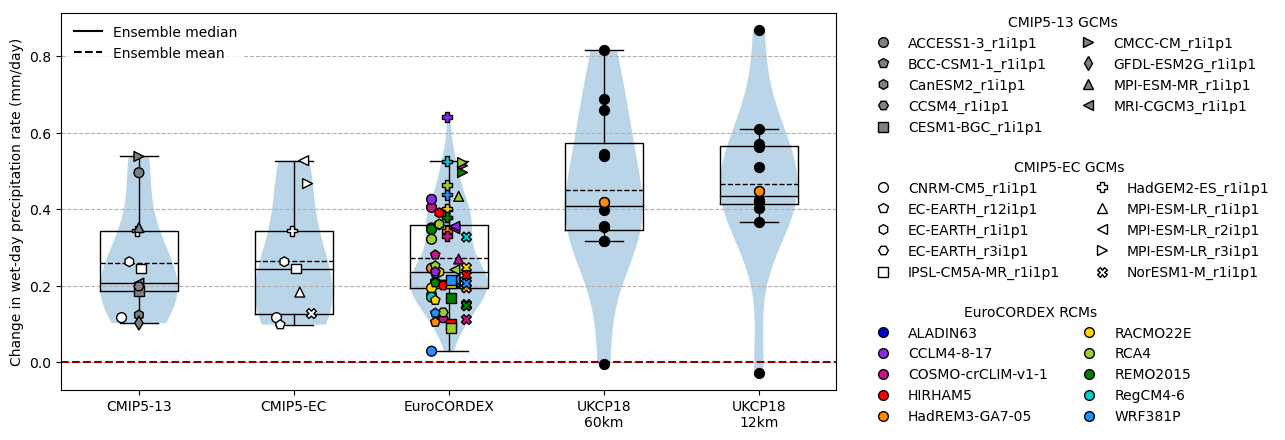 Change in wet-day precipitation rate (mm/day)
0.8
0.6
0.4
0.2
0.0
Ensemble median
Ensemble mean
CMIP5-13
CMIP5-EC
EuroCORDEX
UKCP18
60km
UKCP18
12km
CMIP5-13 GCMs
ACCESS1-3_r1i1p1
BCC-CSM1-1_r1i1p1
CanESM2_r1i1p1
CCSM4_r1i1p1
CESM1-BGC_r1i1p1
CMCC-CM_r1i1p1
GFDL-ESM2G_r1i1p1
MPI-ESM-MR_r1i1p1
MRI-CGCM3_r1i1p1
CMIP5-EC GCMs
CNRM-CM5_r1i1p1
EC-EARTH_r12i1p1
EC-EARTH_r1i1p1
EC-EARTH_r3i1p1
IPSL-CM5A-MR_r1i1p1
HadGEM2-ES_r1i1p1
MPI-ESM-LR_r1i1p1
MPI-ESM-LR_r2i1p1
MPI-ESM-LR_r3i1p1
NorESM1-M_r1i1p1
EuroCORDEX RCMs
ALADIN63
CCLM4-8-17
COSMO-crCLIM-v1-1
HIRHAM5
HadREM3-GA7-05
RACMO22E
RCA4
REMO2015
RegCM4-6
WRF381P